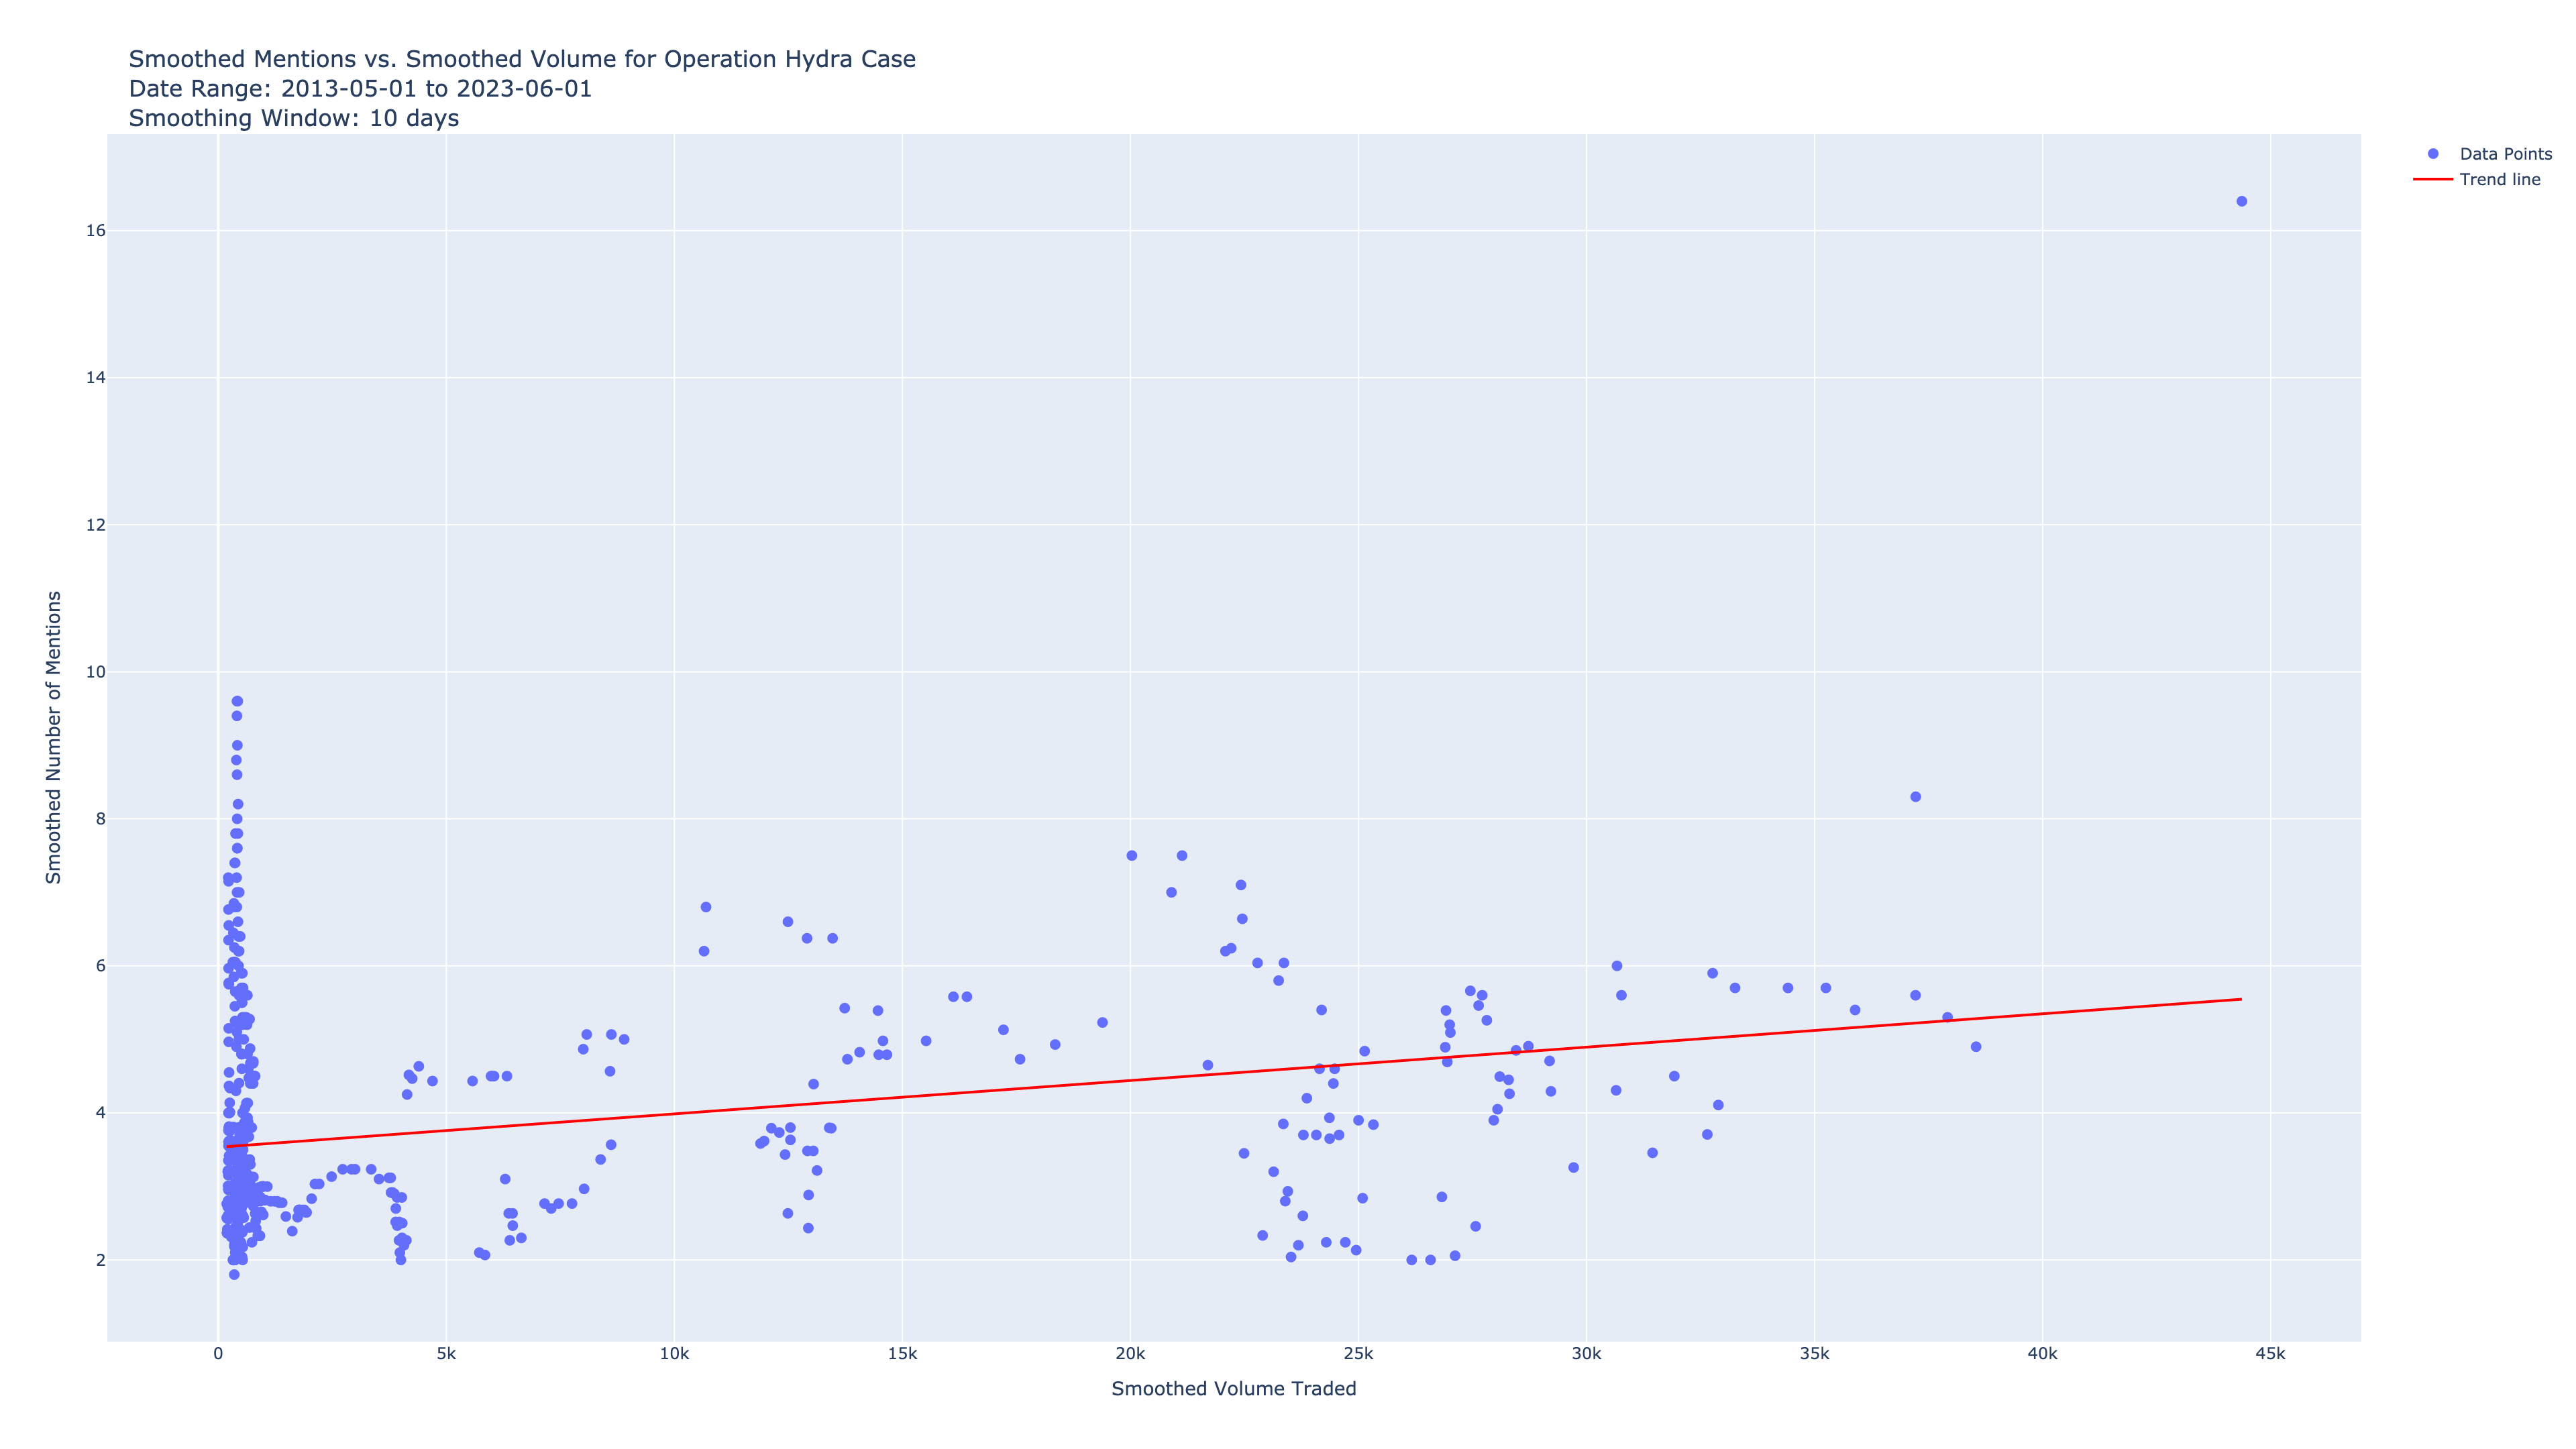 Smoothed Mentions vs. Smoothed Volume for Operation Hydra Case
Date Range: 2013-05-01 to 2023-06-01
Smoothing Window: 10 days
Data Points
Trend line
16
14
12
10
8
6
4
2
Smoothed Number of Mentions
0 5k 10k 15k 20k 25k 30k 35k 40k 45k
Smoothed Volume Traded